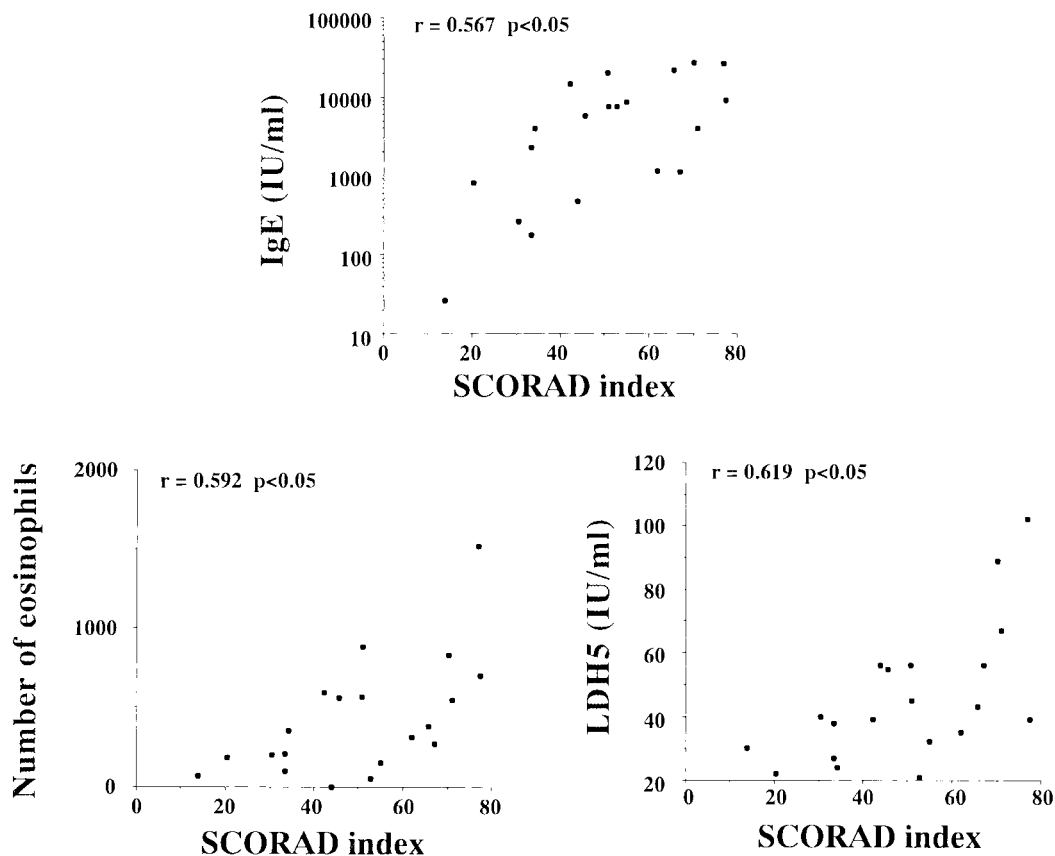 r = 0.567 p<0.05
100000
10000
1000
100
10
IgE (IU/ml)
0 20 40 60 80
SCORAD index
r = 0.592 p<0.05
2000
1000
0
Number of eosinophils
0 20 40 60 80
SCORAD index
r = 0.619 p<0.05
120
100
80
60
40
20
LDH5 (IU/ml)
0 20 40 60 80
SCORAD index